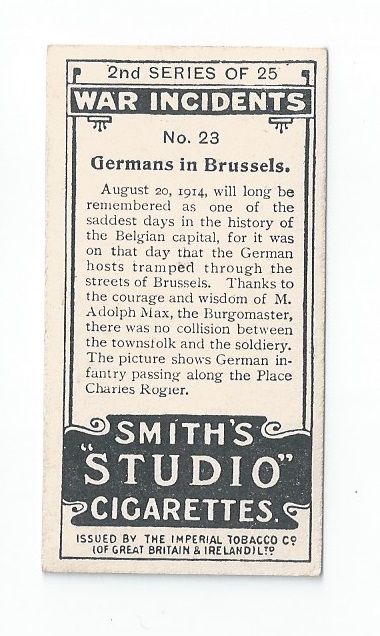 2nd SERIES OF 25
WAR INCIDENTS
No. 23
Germans in Brussels.
August 20, 1914, will long be
remembered as one of the
saddest days in the history of
the Belgian capital, for it was
on that day that the German
hosts tramped through the
streets of Brussels. Thanks to
the courage and wisdom of M.
Adolph Max, the Burgomaster,
there was no collision between
the townsfolk and the soldiery.
The picture shows German in-
fantry passing along the Place
Charles Rogier.
SMITH'S
"STUDIO"
CIGARETTES.
ISSUED BY THE IMPERIAL TOBACCO Co
(OF GREAT BRITAIN & IRELAND) LTD